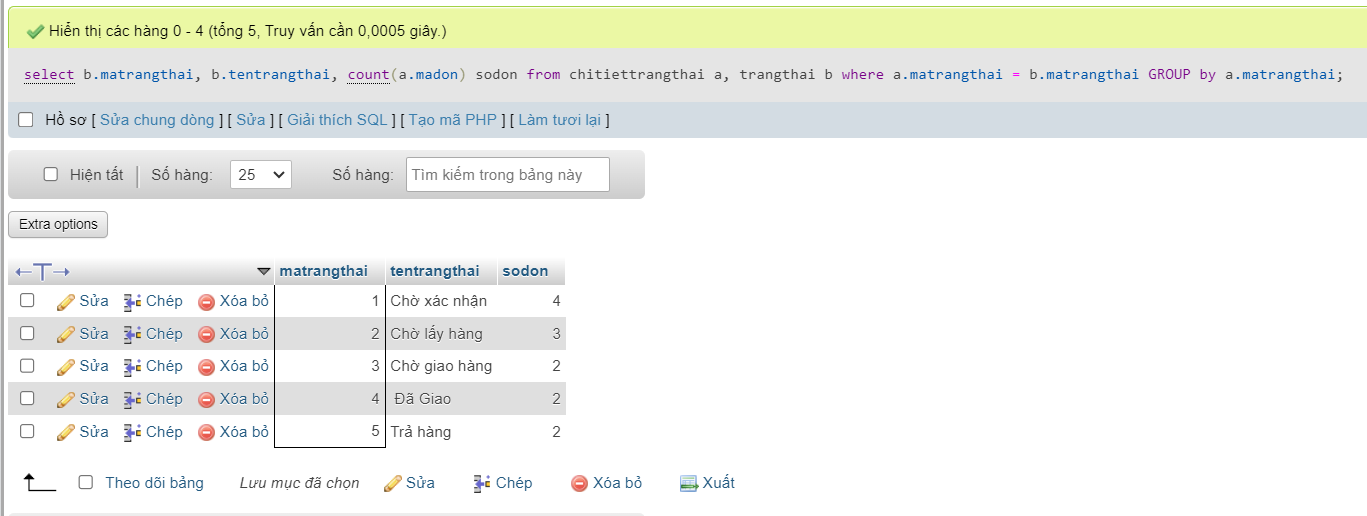 Hiển thị các hàng 0 - 4 (tổng 5, Truy vấn cần 0,0005 giây.)
select b.matrangthai, b.tentrangthai, count(a.madon) sodon from chitiettrangthai a, trangthai b where a.matrangthai = b.matrangthai GROUP by a.matrangthai;
Hồ sơ [ Sửa chung dòng ] [ Sửa ] [ Giải thích SQL ] [ Tạo mã PHP ] [ Làm tươi lại ]
Hiện tất Số hàng: 25 Số hàng: Tìm kiếm trong bảng này
Extra options
matrangthai tentrangthai sodon
Sửa Chép Xóa bỏ 1 Chờ xác nhận 4
Sửa Chép Xóa bỏ 2 Chờ lấy hàng 3
Sửa Chép Xóa bỏ 3 Chờ giao hàng 2
Sửa Chép Xóa bỏ 4 Đã Giao 2
Sửa Chép Xóa bỏ 5 Trả hàng 2
Theo dõi bảng Lưu mục đã chọn Sửa Chép Xóa bỏ Xuất